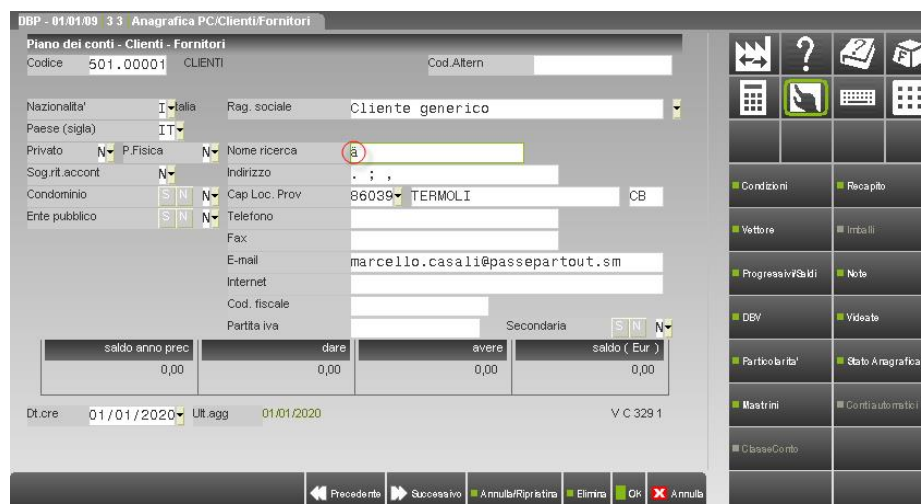 DBP - 01/01/09 3 3 Anagrafica PC/Clienti/Fornitori
Piano dei conti - Clienti - Fornitori
Codice 501.00001 CLIENTI Cod.Altern
Nazionalita' I talia Rag. sociale Cliente generico
Paese (sigla) IT
Privato N P.Fisica N Nome ricerca ã
Sog.rit.accont N Indirizzo . ; ,
Condominio S N N Cap Loc. Prov 86039 TERMOLI CB
Ente pubblico S N N Telefono
Fax
E-mail marcello.casali@passepartout.sm
Internet
Cod. fiscale
Partita iva Secondaria S N N
saldo anno prec dare avere saldo ( Eur )
0,00 0,00 0,00 0,00
Dt.cre 01/01/2020 Ult.agg 01/01/2020 V C 329 1
Precedente Successivo Annulla/Ripristina Elimina OK Annulla
Condizioni Recapito
Vettore Imballi
Progressivi/Saldi Note
DBV Videate
Particolarita' Stato Anagrafica
Mastrini Conti automatici
ClasseConto